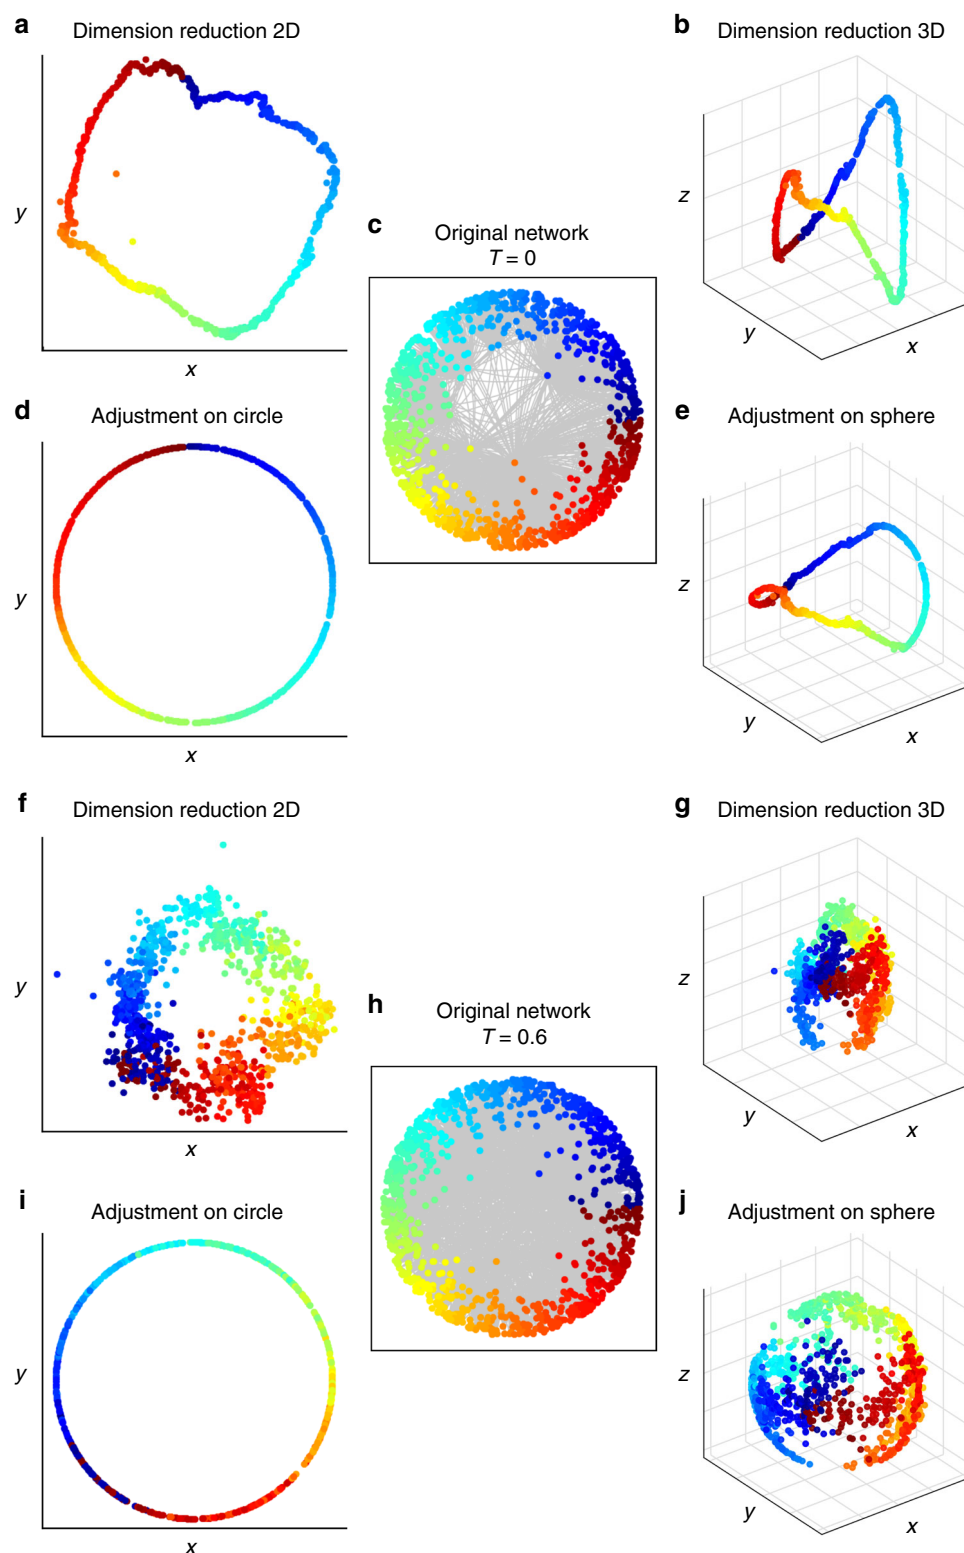 a Dimension reduction 2D
y
x
b Dimension reduction 3D
z
y
x
c Original network
T = 0
d Adjustment on circle
y
x
e Adjustment on sphere
z
y
x
f Dimension reduction 2D
y
x
g Dimension reduction 3D
z
y
x
h Original network
T = 0.6
i Adjustment on circle
y
x
j Adjustment on sphere
z
y
x